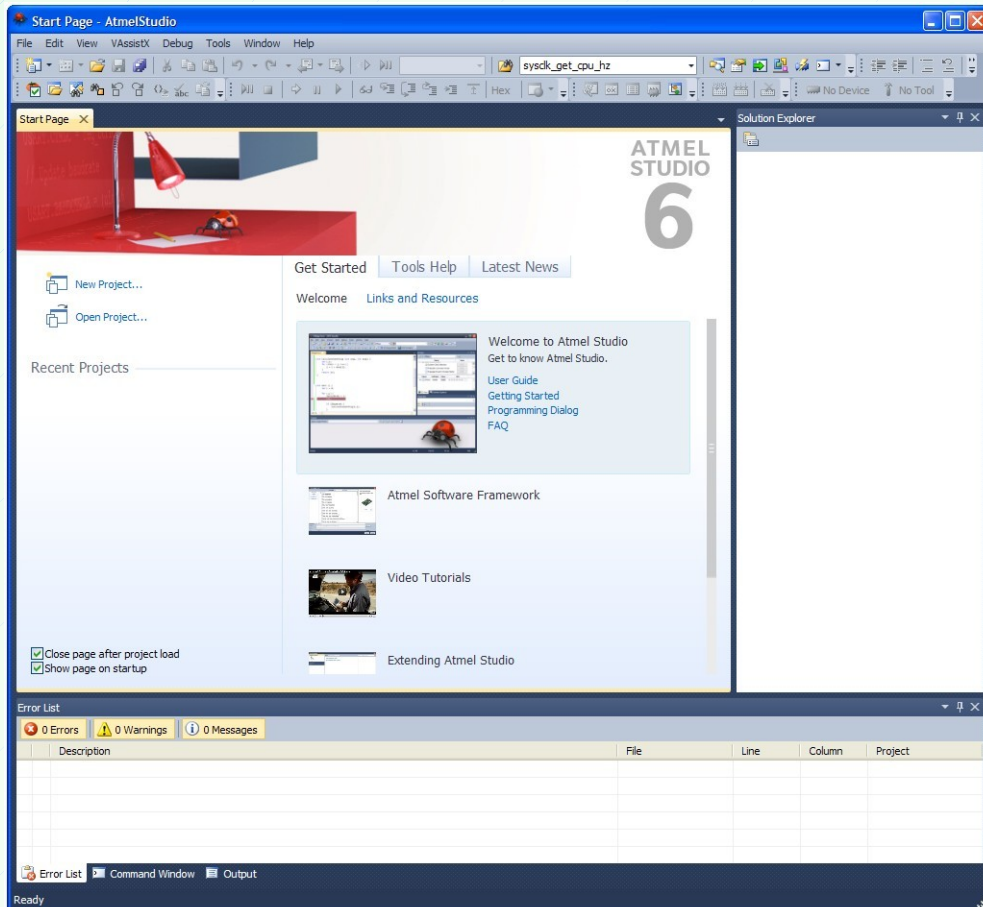 Start Page - AtmelStudio
File Edit View VAssistX Debug Tools Window Help
sysclk_get_cpu_hz
Hex No Device No Tool
Start Page
Solution Explorer
ATMEL
STUDIO
6
New Project...
Open Project...
Recent Projects
Close page after project load
Show page on startup
Get Started Tools Help Latest News
Welcome Links and Resources
Welcome to Atmel Studio
Get to know Atmel Studio.
User Guide
Getting Started
Programming Dialog
FAQ
Atmel Software Framework
Video Tutorials
Extending Atmel Studio
Error List
0 Errors 0 Warnings 0 Messages
Description File Line Column Project
Error List Command Window Output
Ready